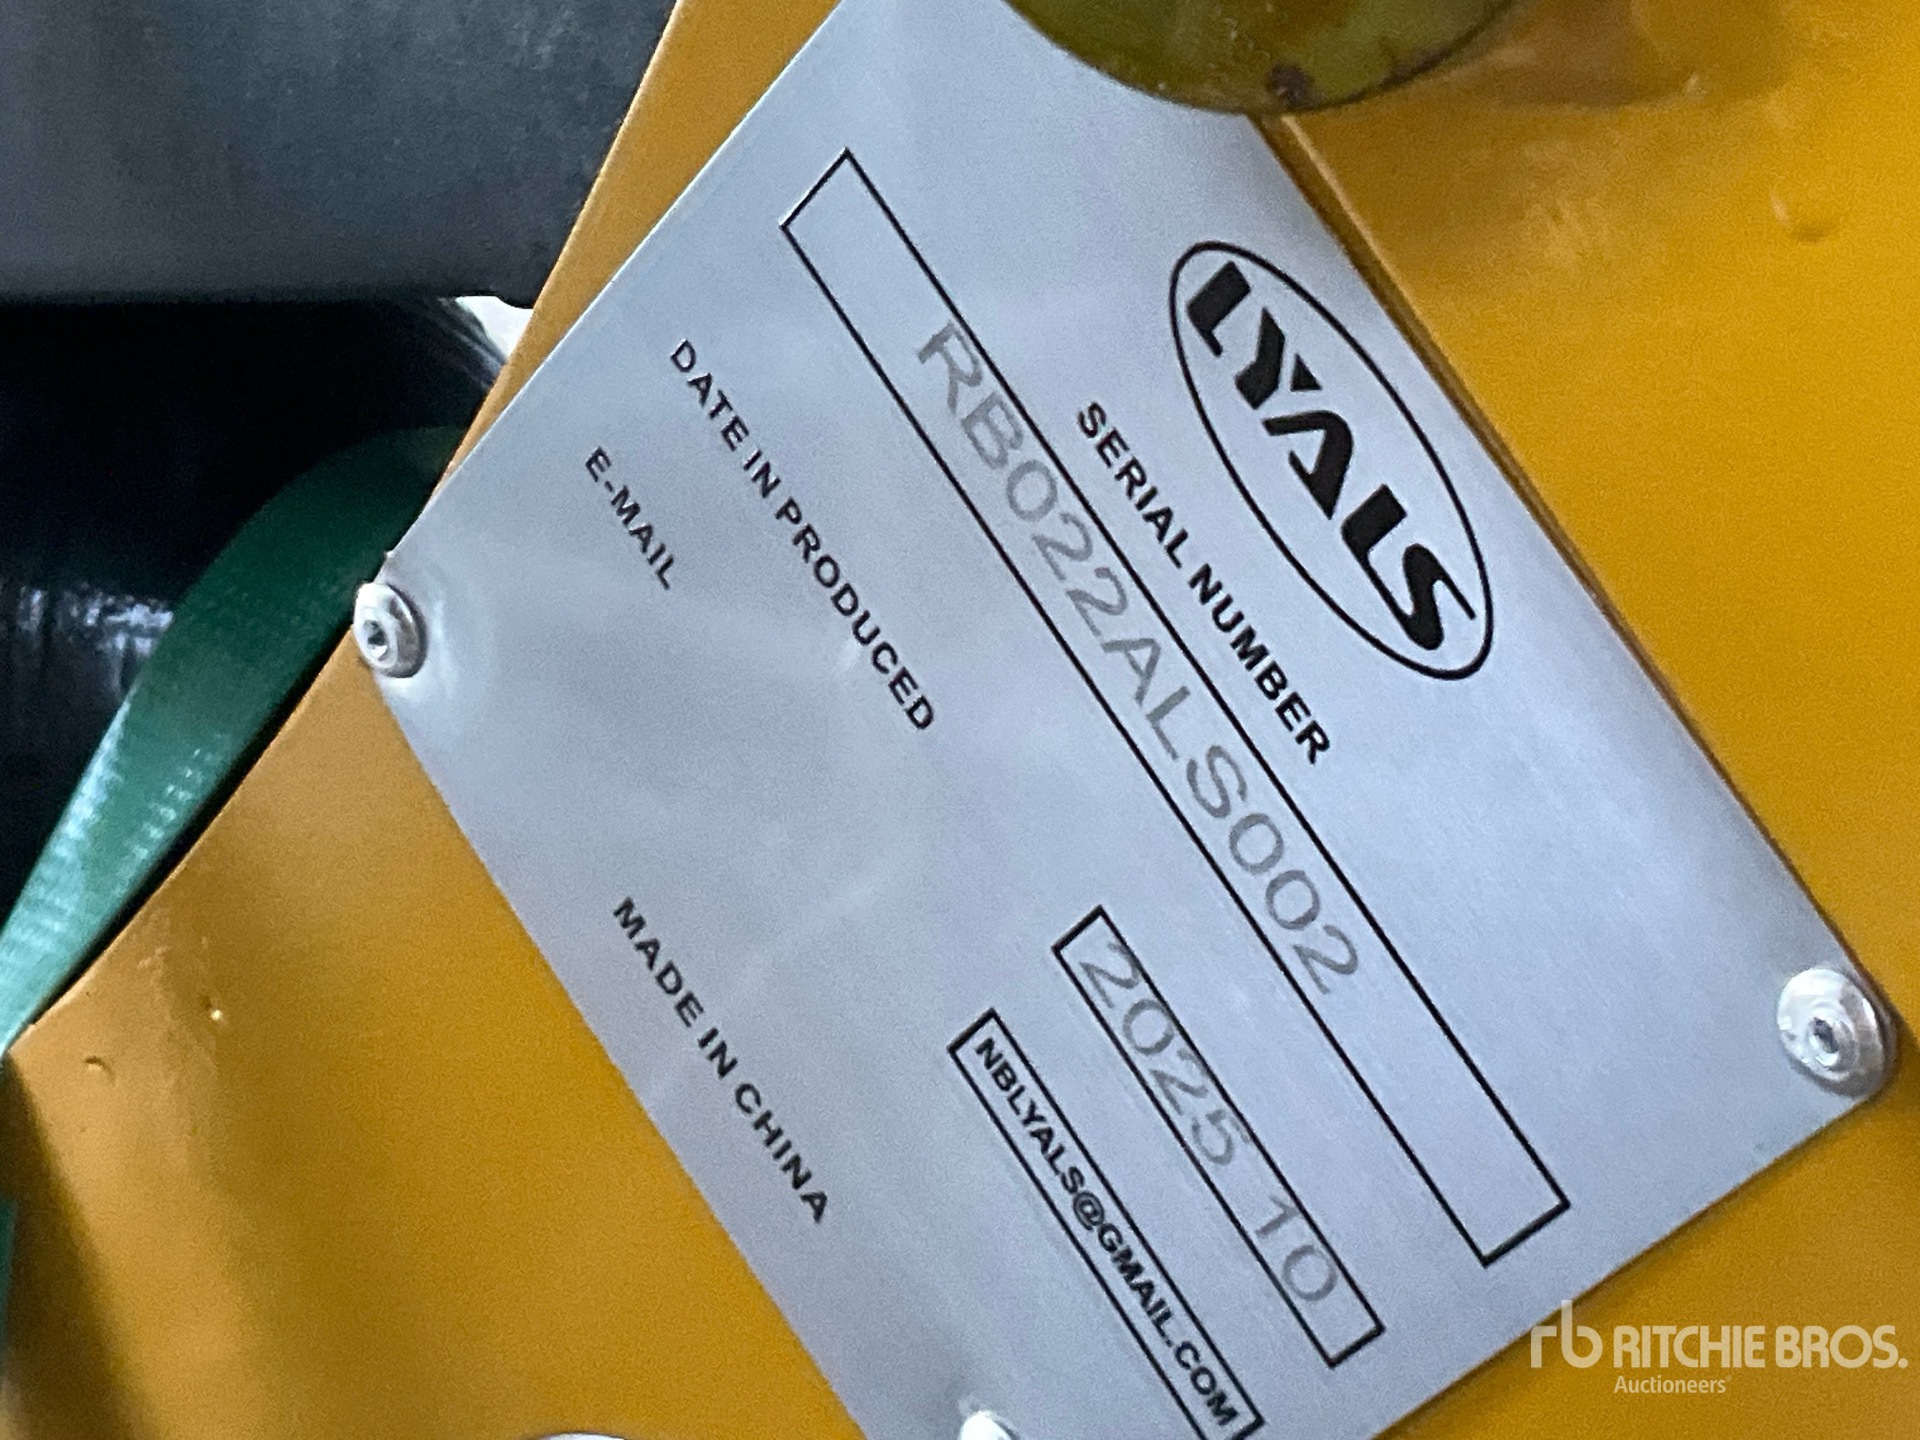 LYALS
SERIAL NUMBER
RB022ALS002
DATE IN PRODUCED 2025 10
E-MAIL NBLYALS@GMAIL.COM
MADE IN CHINA
rb RITCHIE BROS.
Auctioneers